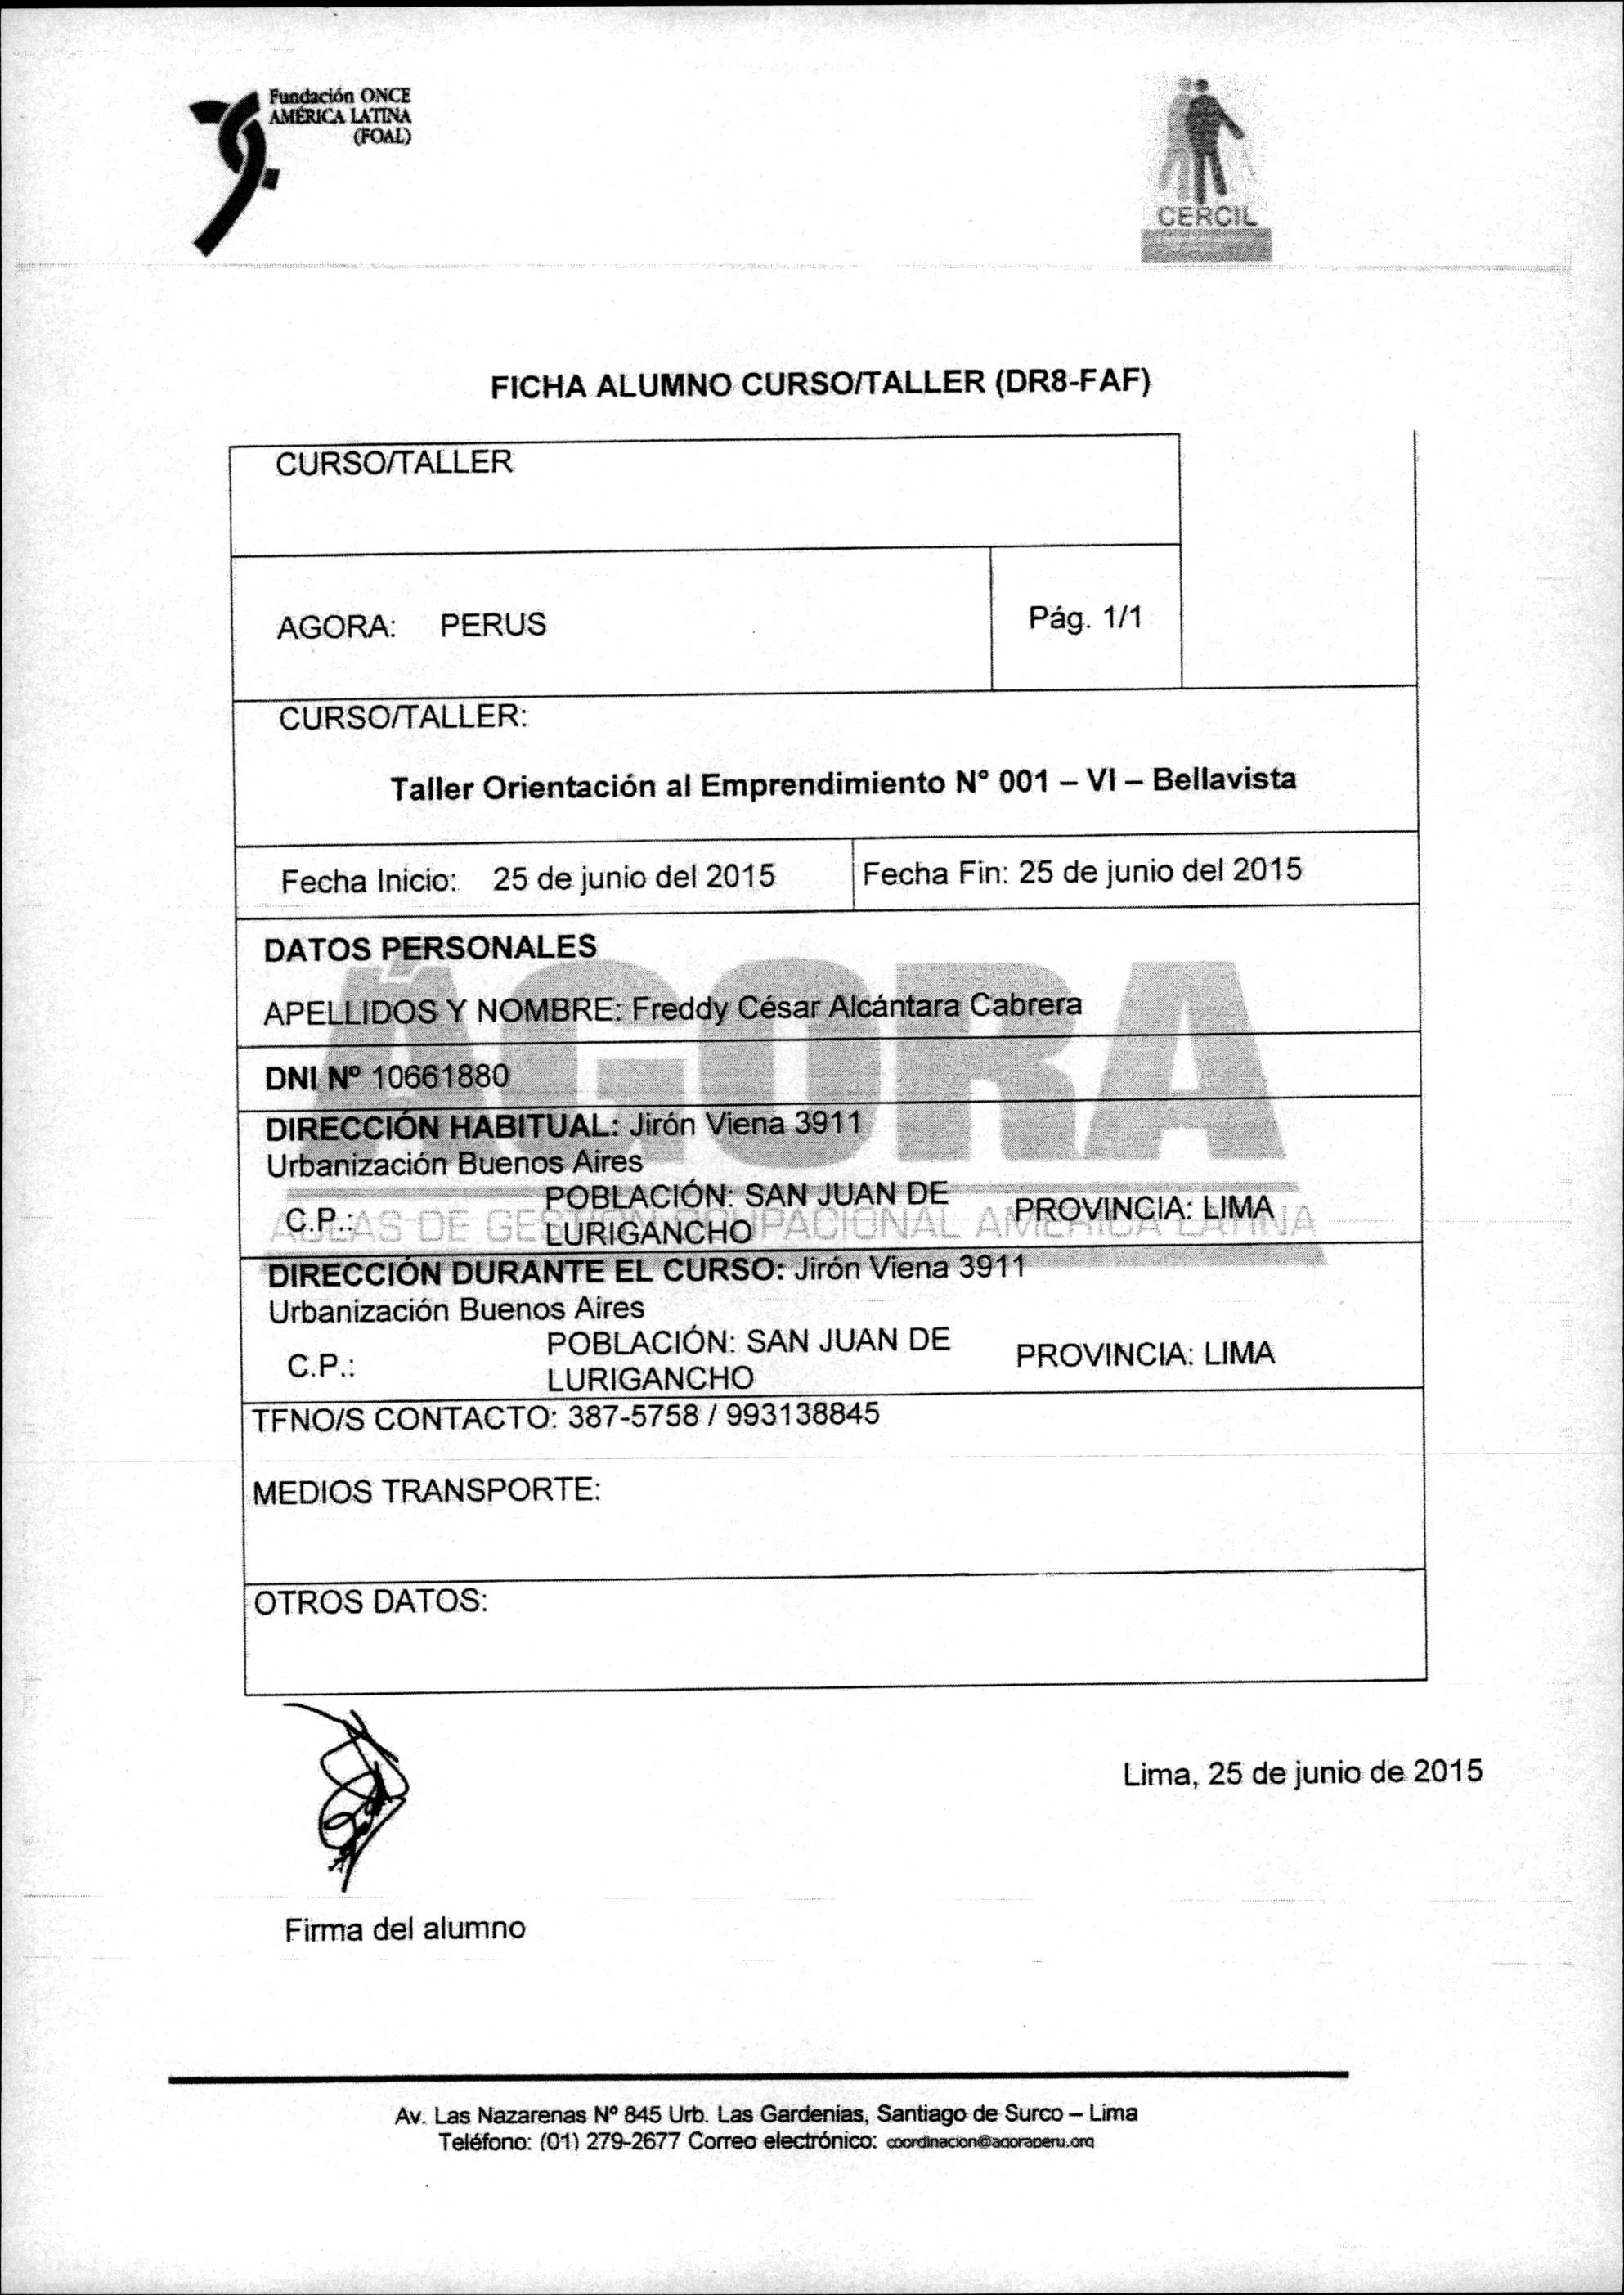 Fundación ONCE
AMÉRICA LATINA
(FOAL)
CERCIL
FICHA ALUMNO CURSO/TALLER (DR8-FAF)
CURSO/TALLER
AGORA: PERUS
Pág. 1/1
CURSO/TALLER:
Taller Orientación al Emprendimiento N° 001 – VI – Bellavista
Fecha Inicio: 25 de junio del 2015
Fecha Fin: 25 de junio del 2015
DATOS PERSONALES
APELLIDOS Y NOMBRE: Freddy César Alcántara Cabrera
DNI Nº 10661880
ÁGORA
DIRECCIÓN HABITUAL: Jirón Viena 3911
Urbanización Buenos Aires
C.P.: POBLACIÓN: SAN JUAN DE LURIGANCHO PROVINCIA: LIMA
AULAS DE GESTIÓN OCUPACIONAL AMÉRICA LATINA
DIRECCIÓN DURANTE EL CURSO: Jirón Viena 3911
Urbanización Buenos Aires
C.P.: POBLACIÓN: SAN JUAN DE LURIGANCHO PROVINCIA: LIMA
TFNO/S CONTACTO: 387-5758 / 993138845
MEDIOS TRANSPORTE:
OTROS DATOS:
Lima, 25 de junio de 2015
Firma del alumno
Av. Las Nazarenas Nº 845 Urb. Las Gardenias, Santiago de Surco – Lima
Teléfono: (01) 279-2677 Correo electrónico: coordinacion@agoraperu.org